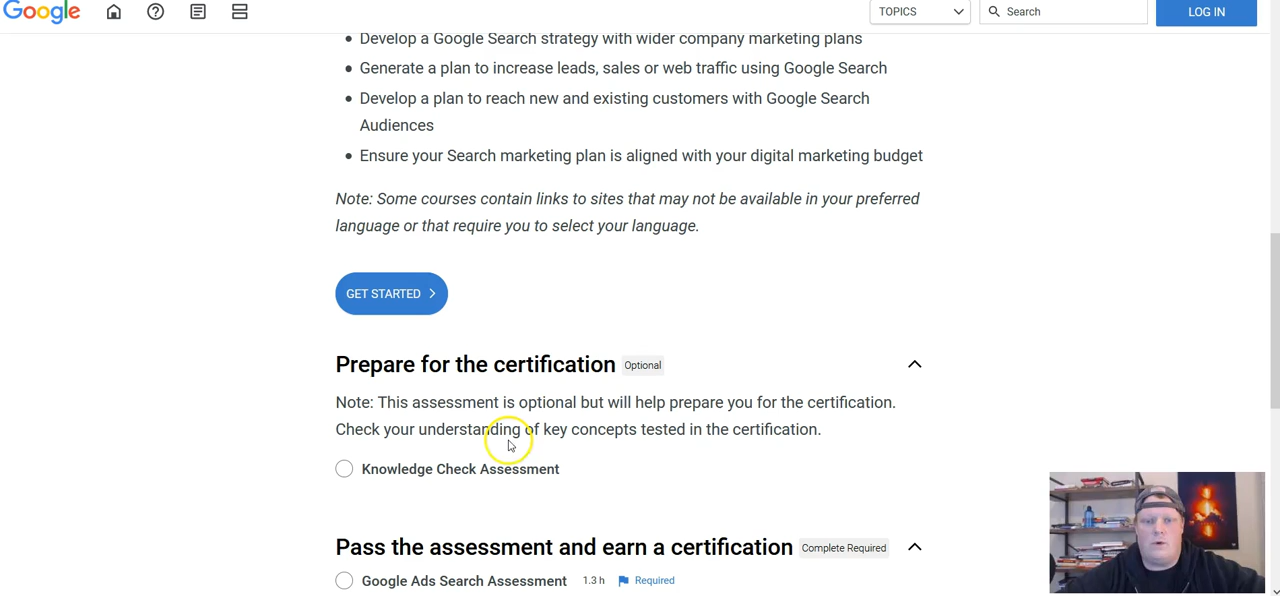 Google
TOPICS
Search
LOG IN
Develop a Google Search strategy with wider company marketing plans
Generate a plan to increase leads, sales or web traffic using Google Search
Develop a plan to reach new and existing customers with Google Search
Audiences
Ensure your Search marketing plan is aligned with your digital marketing budget
Note: Some courses contain links to sites that may not be available in your preferred
language or that require you to select your language.
GET STARTED
Prepare for the certification Optional
Note: This assessment is optional but will help prepare you for the certification.
Check your understanding of key concepts tested in the certification.
Knowledge Check Assessment
Pass the assessment and earn a certification Complete Required
Google Ads Search Assessment 1.3 h Required